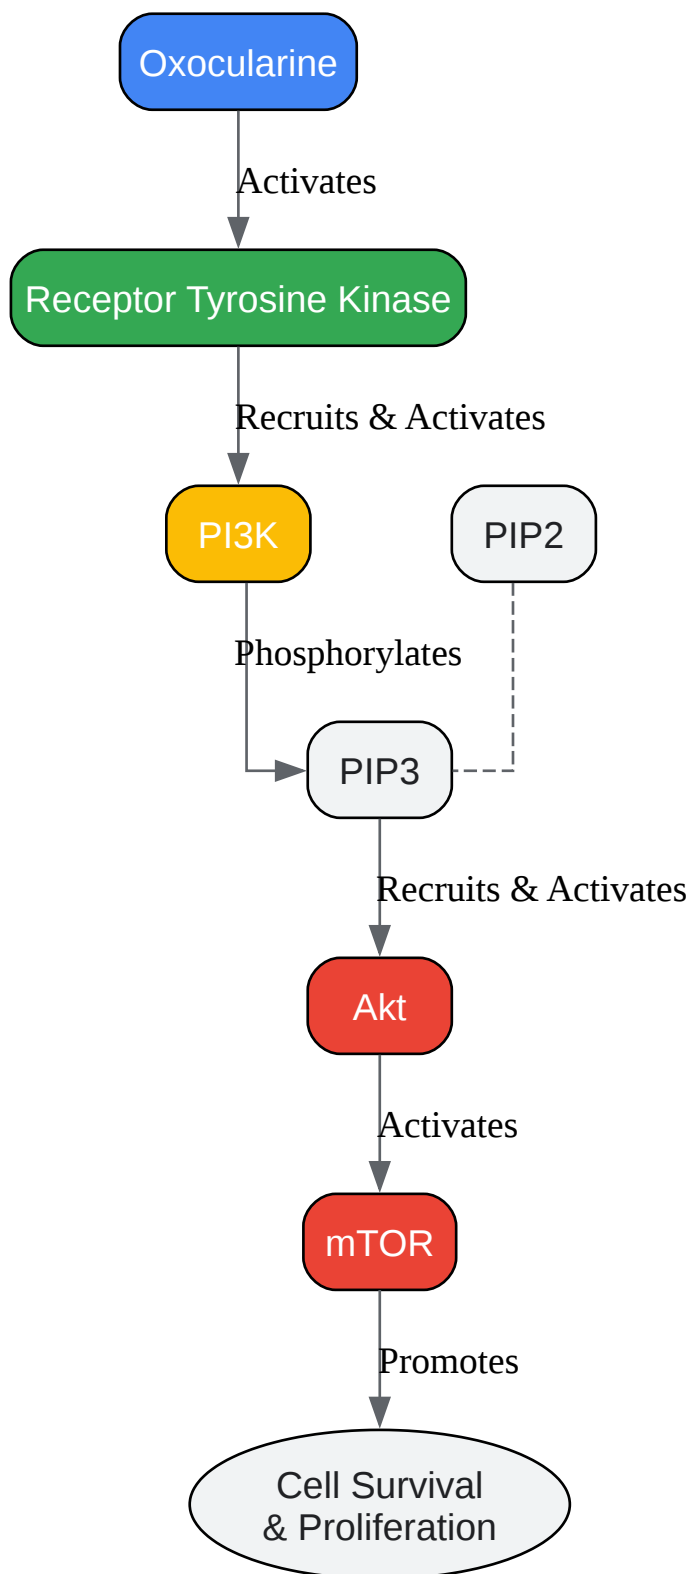 Oxocularine
Activates
Receptor Tyrosine Kinase
Recruits & Activates
PI3K
PIP2
Phosphorylates
PIP3
Recruits & Activates
Akt
Activates
mTOR
Promotes
Cell Survival
& Proliferation